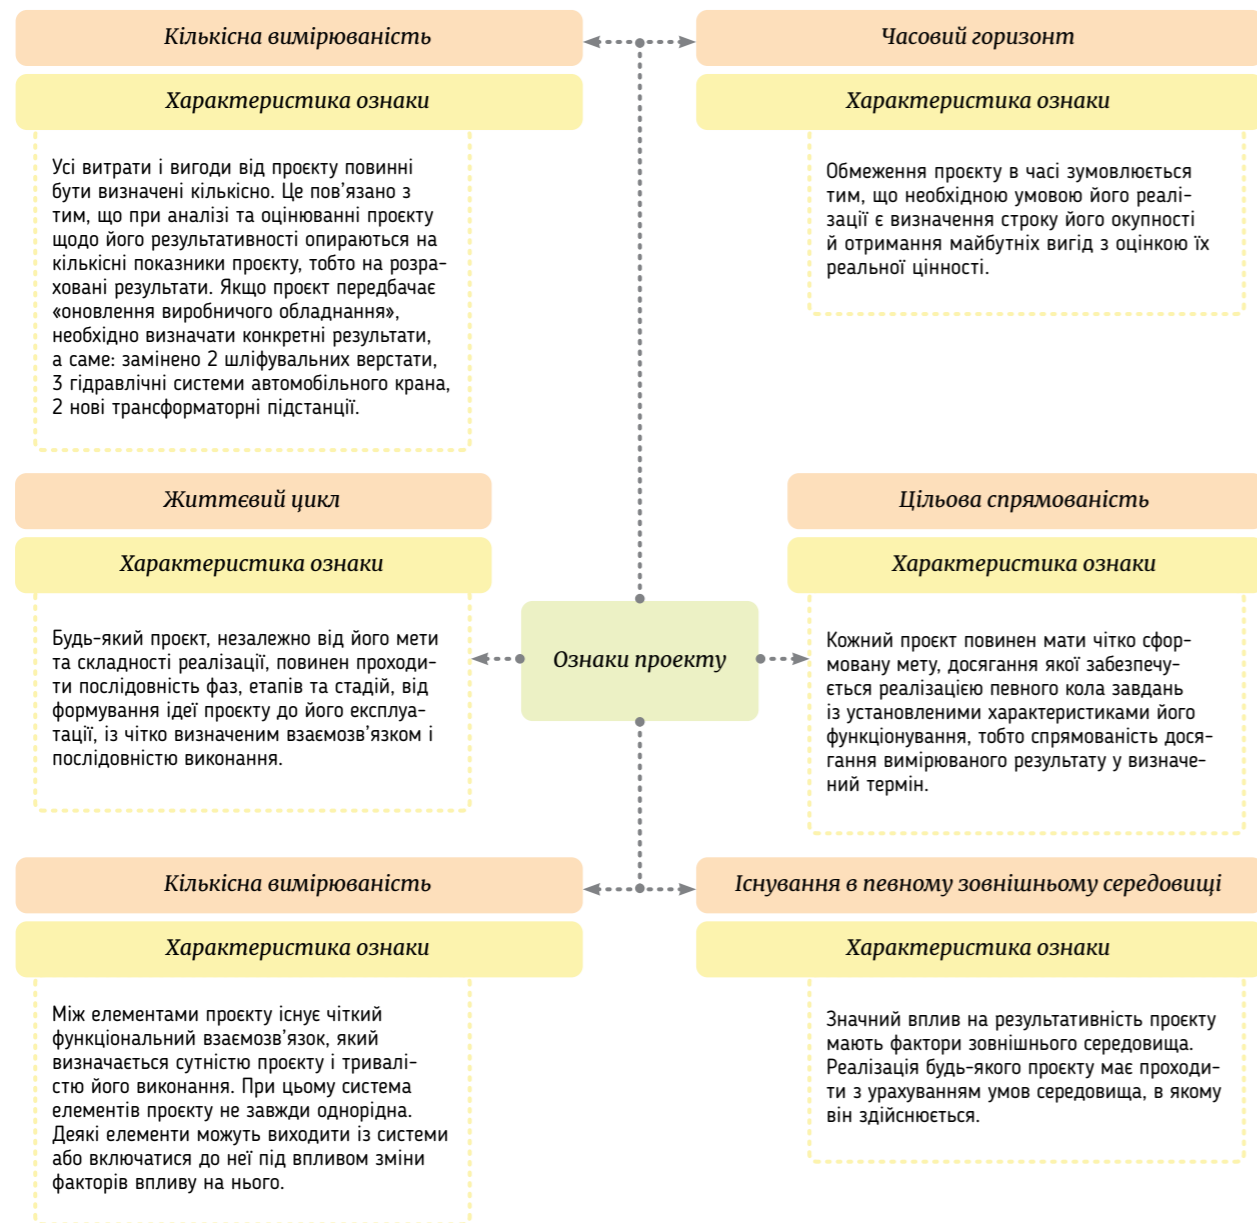 Кількісна вимірюваність
Характеристика ознаки
Усі витрати і вигоди від проєкту повинні
бути визначені кількісно. Це пов’язано з
тим, що при аналізі та оцінюванні проєкту
щодо його результативності опираються на
кількісні показники проєкту, тобто на розра-
ховані результати. Якщо проєкт передбачає
«оновлення виробничого обладнання»,
необхідно визначати конкретні результати,
а саме: замінено 2 шліфувальних верстати,
3 гідравлічні системи автомобільного крана,
2 нові трансформаторні підстанції.
Часовий горизонт
Характеристика ознаки
Обмеження проєкту в часі зумовлюється
тим, що необхідною умовою його реалі-
зації є визначення строку його окупності
й отримання майбутніх вигід з оцінкою їх
реальної цінності.
Життєвий цикл
Характеристика ознаки
Будь-який проєкт, незалежно від його мети
та складності реалізації, повинен проходи-
ти послідовність фаз, етапів та стадій, від
формування ідеї проєкту до його експлуа-
тації, із чітко визначеним взаємозв’язком і
послідовністю виконання.
Ознаки проекту
Цільова спрямованість
Характеристика ознаки
Кожний проєкт повинен мати чітко сфор-
мовану мету, досягання якої забезпечу-
ється реалізацією певного кола завдань
із установленими характеристиками його
функціонування, тобто спрямованість дося-
гання вимірюваного результату у визначе-
ний термін.
Кількісна вимірюваність
Характеристика ознаки
Між елементами проєкту існує чіткий
функціональний взаємозв’язок, який
визначається сутністю проєкту і тривалі-
стю його виконання. При цьому система
елементів проєкту не завжди однорідна.
Деякі елементи можуть виходити із системи
або включатися до неї під впливом зміни
факторів впливу на нього.
Існування в певному зовнішньому середовищі
Характеристика ознаки
Значний вплив на результативність проєкту
мають фактори зовнішнього середовища.
Реалізація будь-якого проєкту має проходи-
ти з урахуванням умов середовища, в якому
він здійснюється.